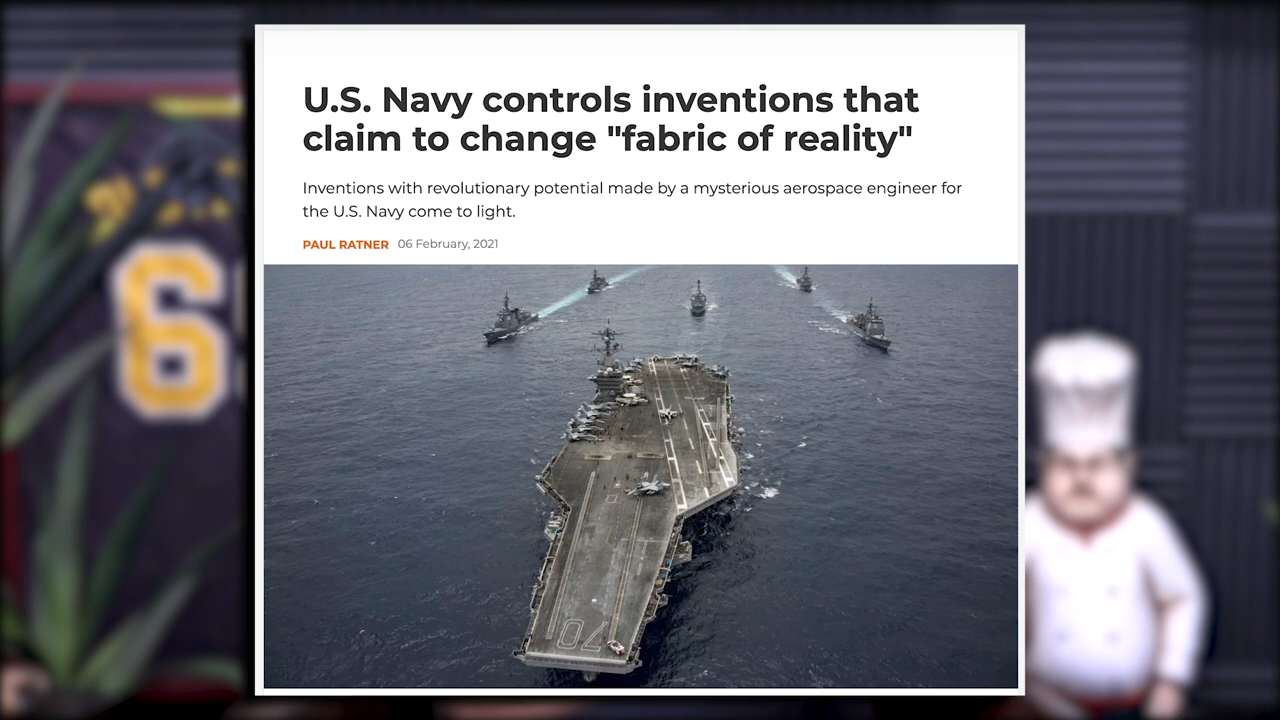 U.S. Navy controls inventions that
claim to change "fabric of reality"
Inventions with revolutionary potential made by a mysterious aerospace engineer for
the U.S. Navy come to light.
PAUL RATNER 06 February, 2021
6
70